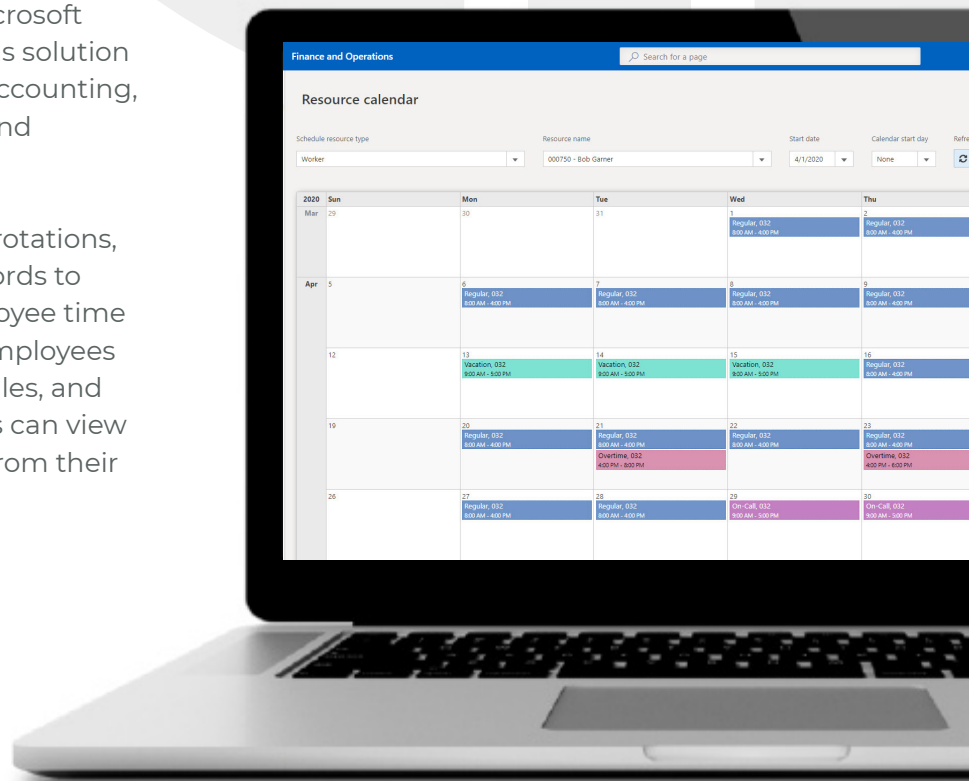 crosoft
s solution
ccounting,
nd
rotations,
ords to
oyee time
mployees
les, and
s can view
rom their
Finance and Operations
Search for a page
Resource calendar
Schedule resource type
Resource name
Start date
Calendar start day
Refre
Worker
000750 - Bob Garner
4/1/2020
None
2020 Sun Mon Tue Wed Thu
Mar 29 30 31 1 2
Regular, 032 Regular, 032
8:00 AM - 4:00 PM 8:00 AM - 4:00 PM
Apr 5 6 7 8 9
Regular, 032 Regular, 032 Regular, 032 Regular, 032
8:00 AM - 4:00 PM 8:00 AM - 4:00 PM 8:00 AM - 4:00 PM 8:00 AM - 4:00 PM
12 13 14 15 16
Vacation, 032 Vacation, 032 Vacation, 032 Regular, 032
9:00 AM - 5:00 PM 9:00 AM - 5:00 PM 9:00 AM - 5:00 PM 8:00 AM - 4:00 PM
19 20 21 22 23
Regular, 032 Regular, 032 Regular, 032 Regular, 032
8:00 AM - 4:00 PM 8:00 AM - 4:00 PM 8:00 AM - 4:00 PM 8:00 AM - 4:00 PM
Overtime, 032 Overtime, 032
4:00 PM - 8:00 PM 4:00 PM - 6:00 PM
26 27 28 29 30
Regular, 032 Regular, 032 On-Call, 032 On-Call, 032
8:00 AM - 4:00 PM 8:00 AM - 4:00 PM 9:00 AM - 5:00 PM 9:00 AM - 5:00 PM